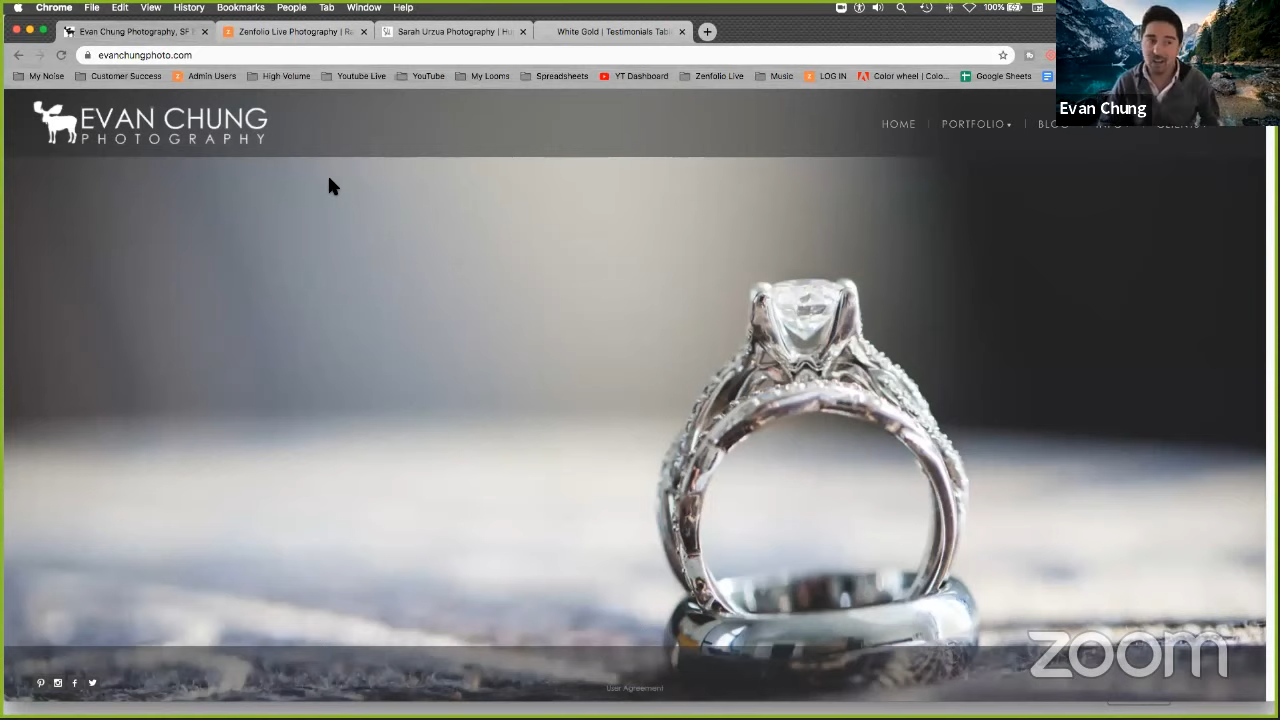 Chrome File Edit View History Bookmarks People Tab Window Help 100%
Evan Chung Photography, SF Zenfolio Live Photography | Sarah Urzua Photography | White Gold | Testimonials
evanchungphoto.com
My Noise Customer Success Admin Users High Volume Youtube Live YouTube My Looms Spreadsheets YT Dashboard Zenfolio Live Music LOG IN Color wheel | Colo... Google Sheets
Evan Chung
EVAN CHUNG
PHOTOGRAPHY
HOME PORTFOLIO
User Agreement
zoom